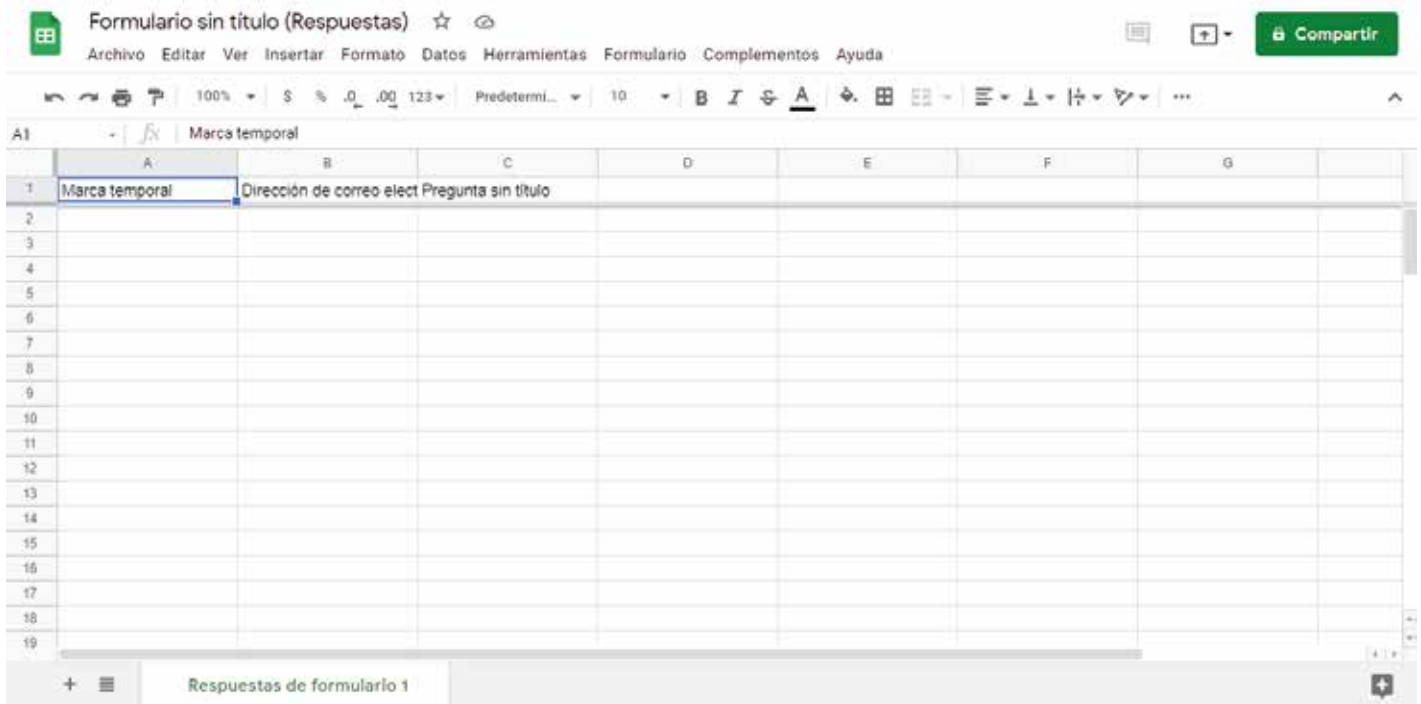 Formulario sin título (Respuestas)
Archivo Editar Ver Insertar Formato Datos Herramientas Formulario Complementos Ayuda
Compartir
100% $ % .0 .00 123 Predetermi... 10 B I S A ...
A1 fx Marca temporal
A B C D E F G
1 Marca temporal Dirección de correo elect Pregunta sin título
2
3
4
5
6
7
8
9
10
11
12
13
14
15
16
17
18
19
Respuestas de formulario 1